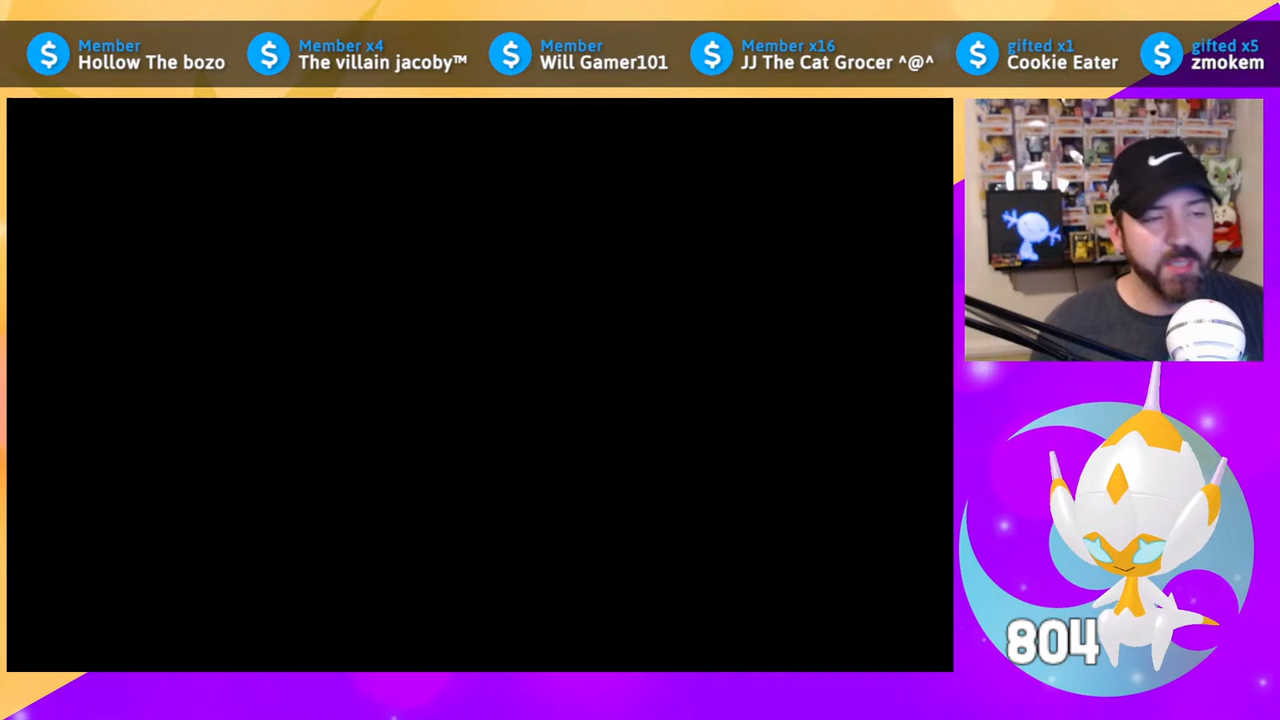 Member
Hollow The bozo
Member x4
The villain jacoby™
Member
Will Gamer101
Member x16
JJ The Cat Grocer ^@^
gifted x1
Cookie Eater
gifted x5
zmokem
804